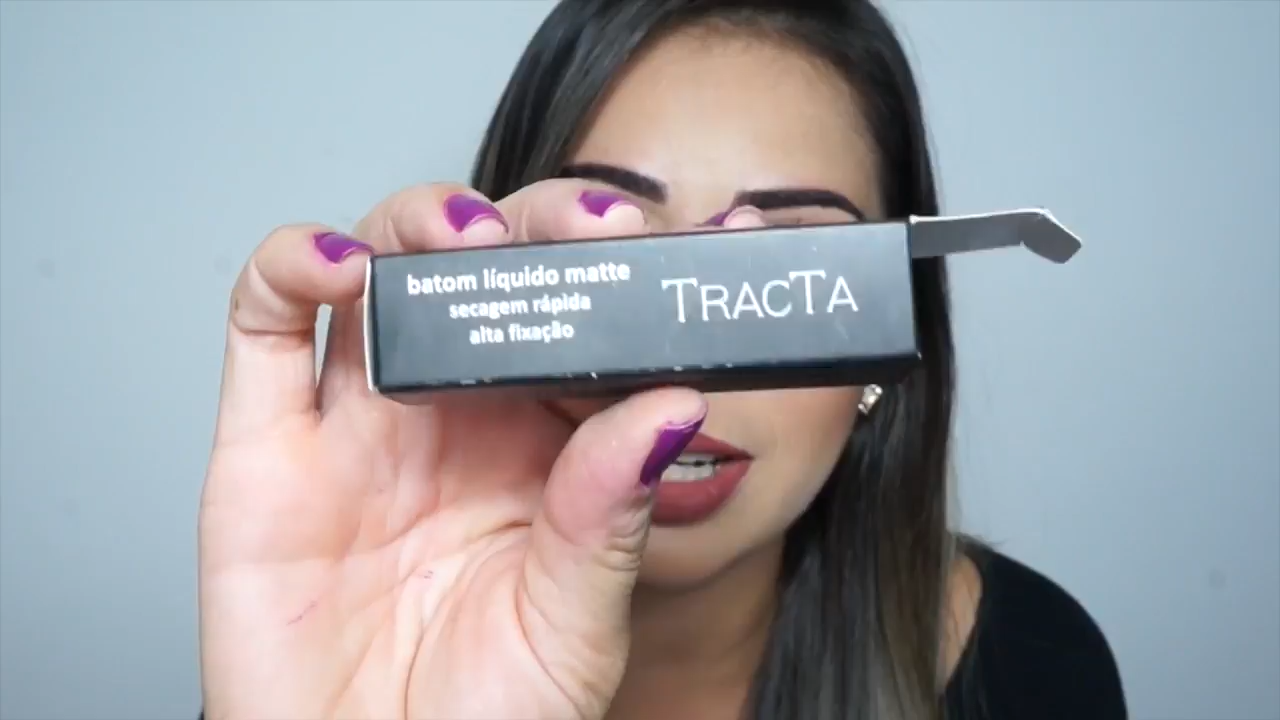 batom líquido matte
secagem rápida
alta fixação
TRACTA